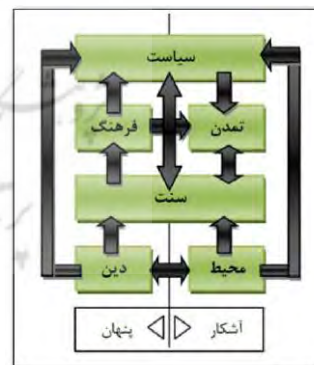 سیاست
تمدن
فرهنگ
سنت
محیط
دین
آشکار
پنهان